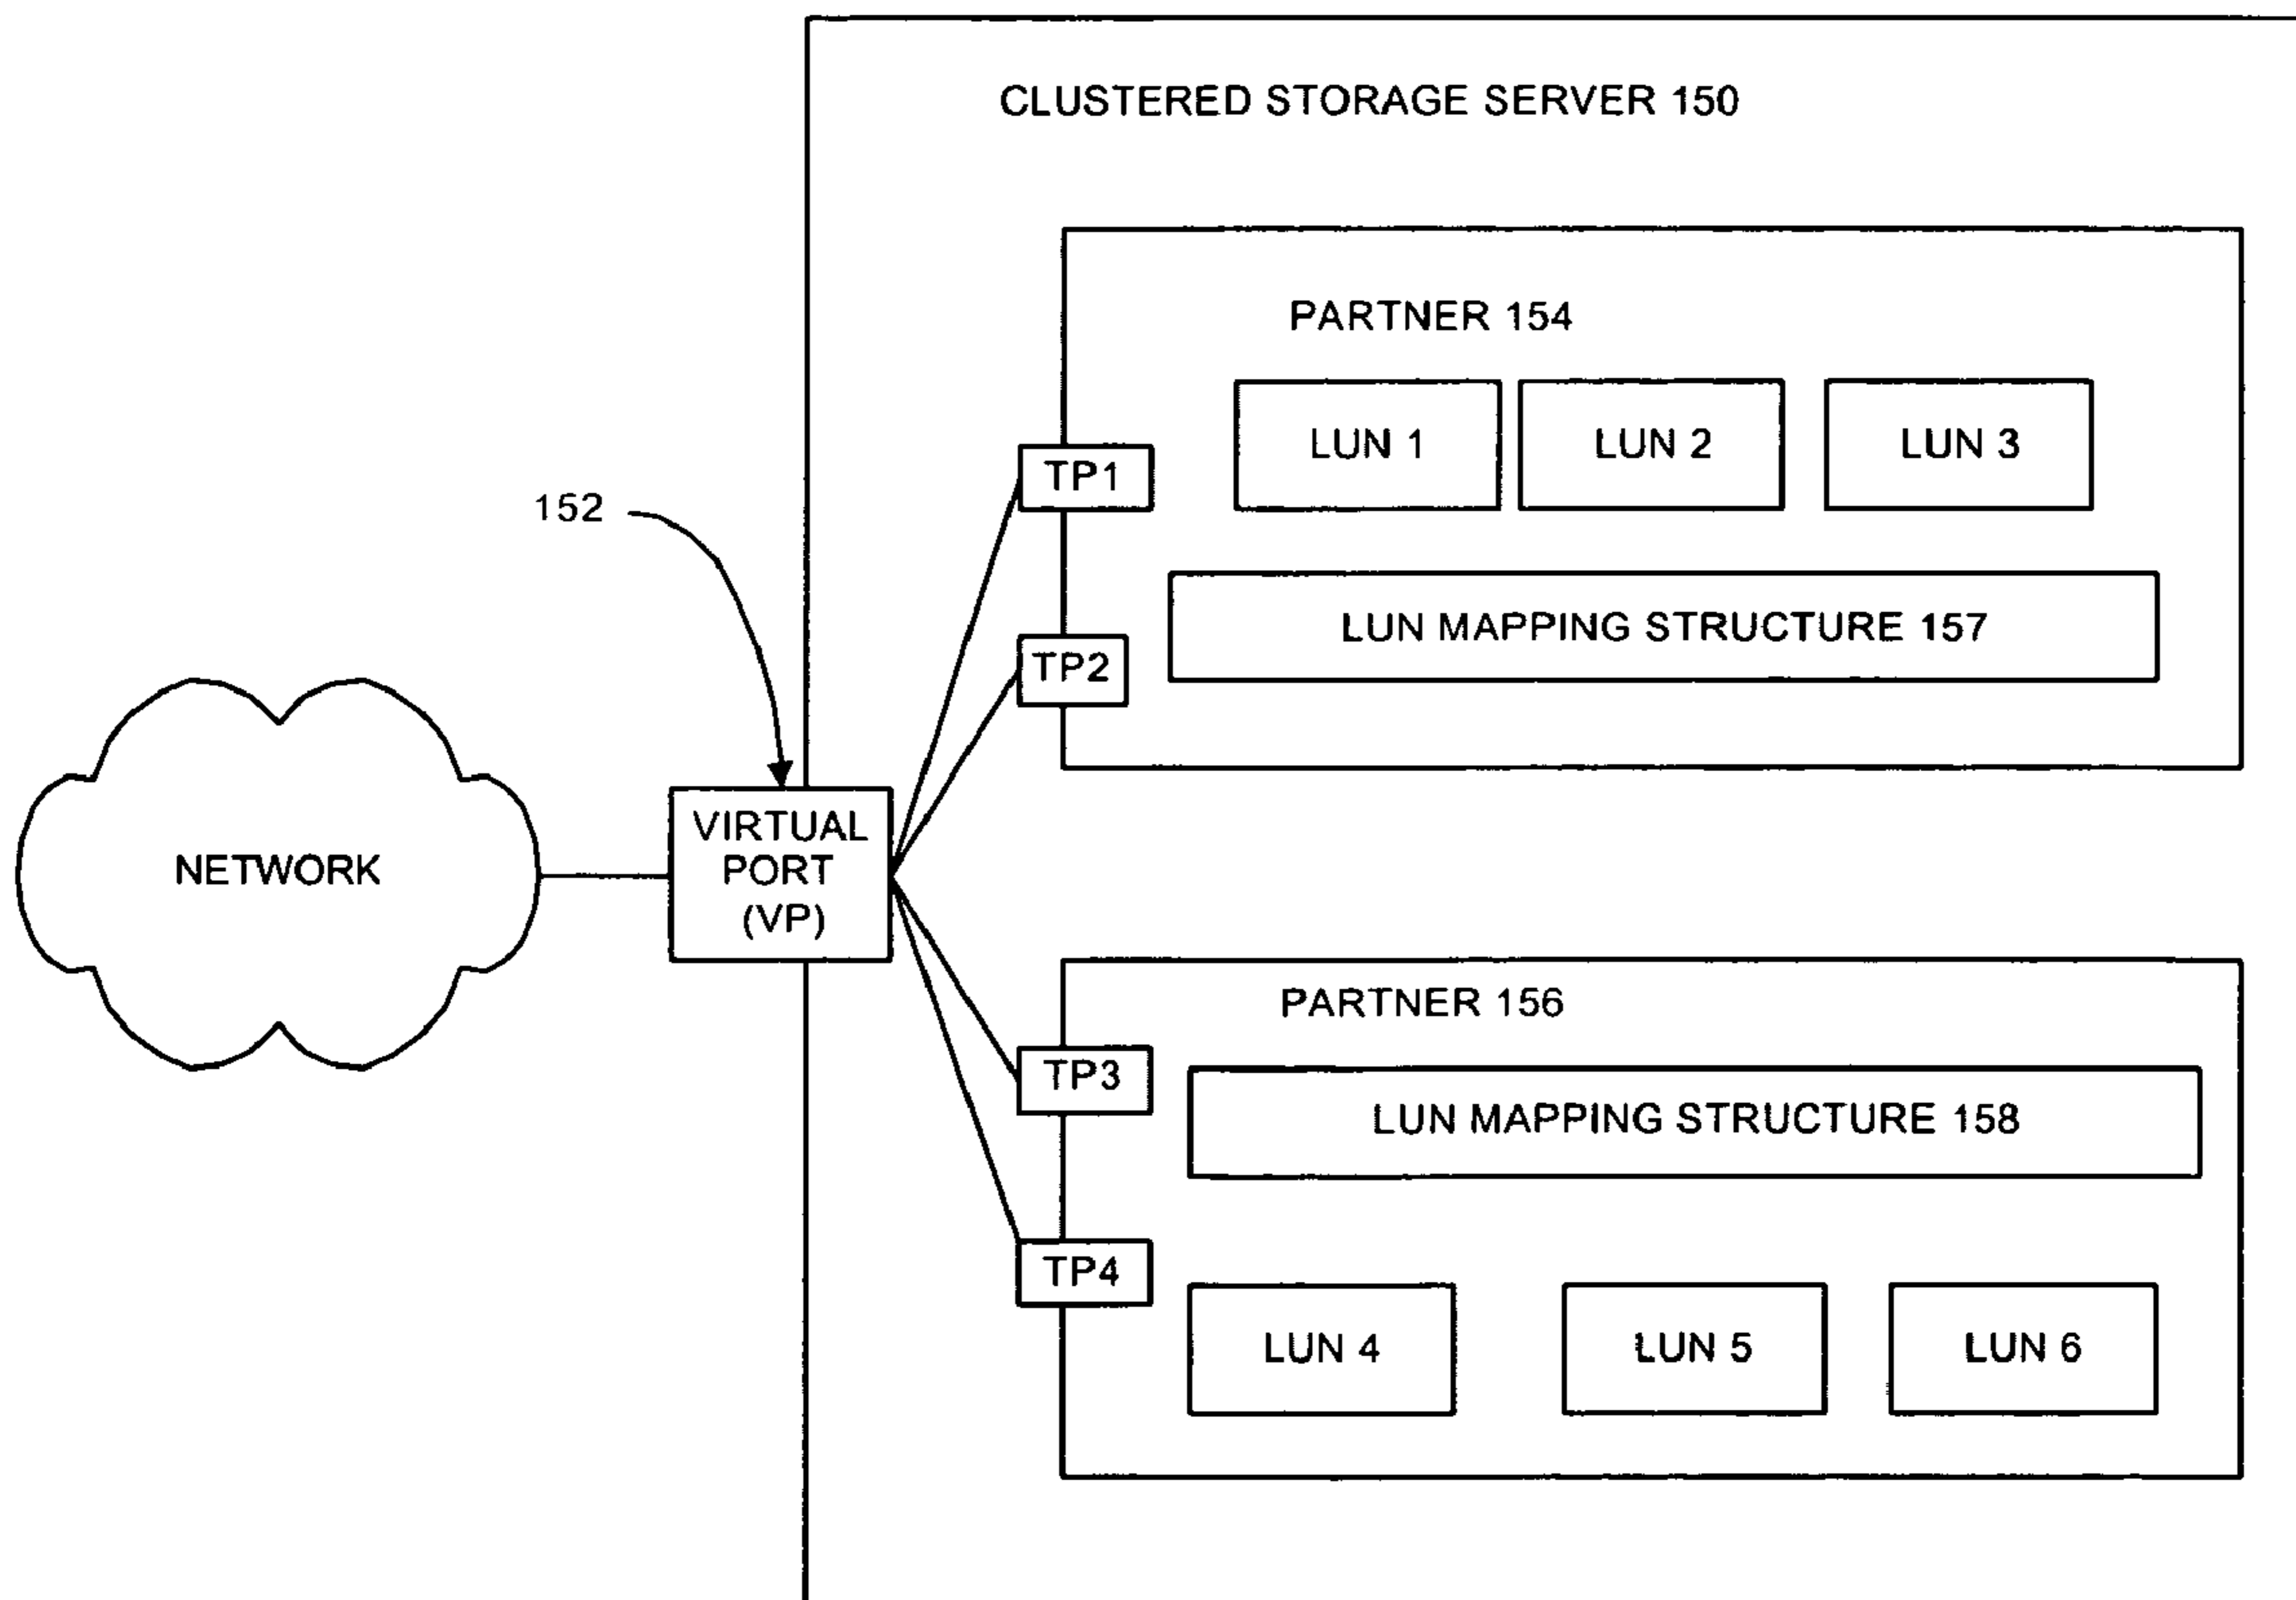 CLUSTERED STORAGE SERVER 150
PARTNER 154
LUN 1
LUN 2
LUN 3
TP1
152
LUN MAPPING STRUCTURE 157
TP2
VIRTUAL
PORT
(VP)
NETWORK
PARTNER 156
TP3
LUN MAPPING STRUCTURE 158
TP4
LUN 4
LUN 5
LUN 6